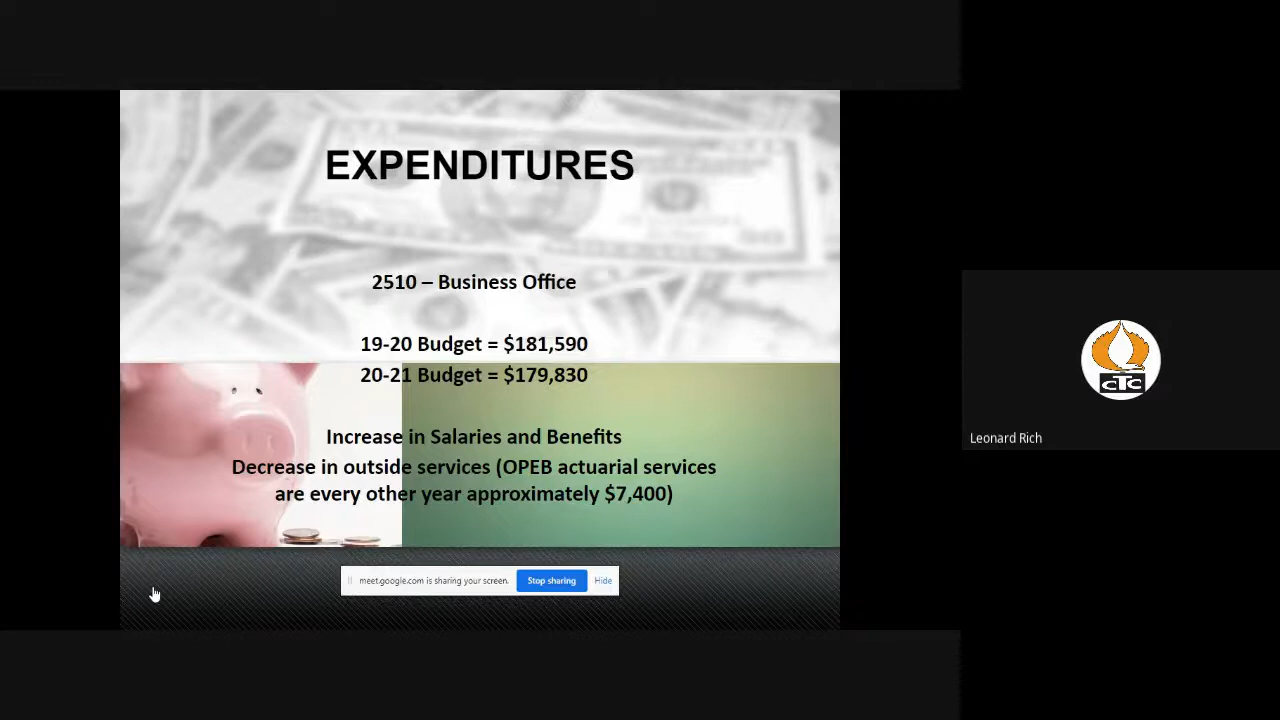 EXPENDITURES
2510 – Business Office
19-20 Budget = $181,590
20-21 Budget = $179,830
Increase in Salaries and Benefits
Decrease in outside services (OPEB actuarial services
are every other year approximately $7,400)
meet.google.com is sharing your screen. Stop sharing Hide
CTC
Leonard Rich